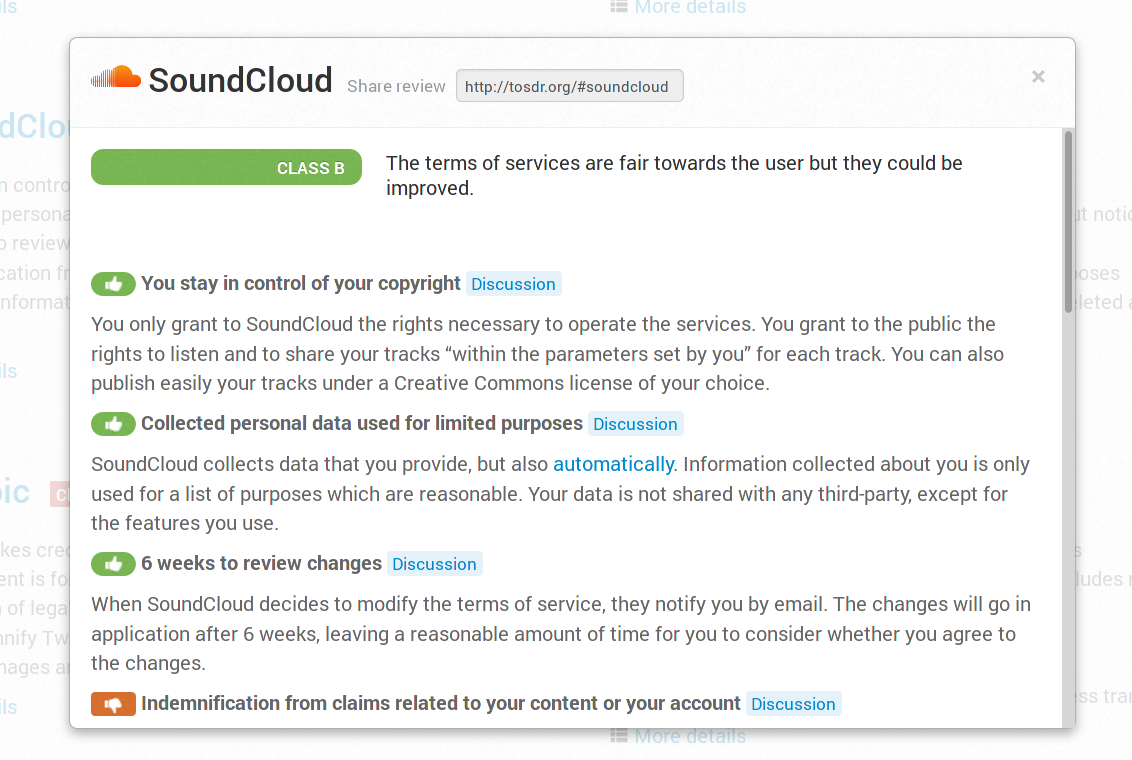 ls
More details
SoundCloud Share review http://tosdr.org/#soundcloud ×
CLASS B
The terms of services are fair towards the user but they could be
improved.
You stay in control of your copyright Discussion
You only grant to SoundCloud the rights necessary to operate the services. You grant to the public the
rights to listen and to share your tracks “within the parameters set by you” for each track. You can also
publish easily your tracks under a Creative Commons license of your choice.
Collected personal data used for limited purposes Discussion
SoundCloud collects data that you provide, but also automatically. Information collected about you is only
used for a list of purposes which are reasonable. Your data is not shared with any third-party, except for
the features you use.
6 weeks to review changes Discussion
When SoundCloud decides to modify the terms of service, they notify you by email. The changes will go in
application after 6 weeks, leaving a reasonable amount of time for you to consider whether you agree to
the changes.
Indemnification from claims related to your content or your account Discussion
More details